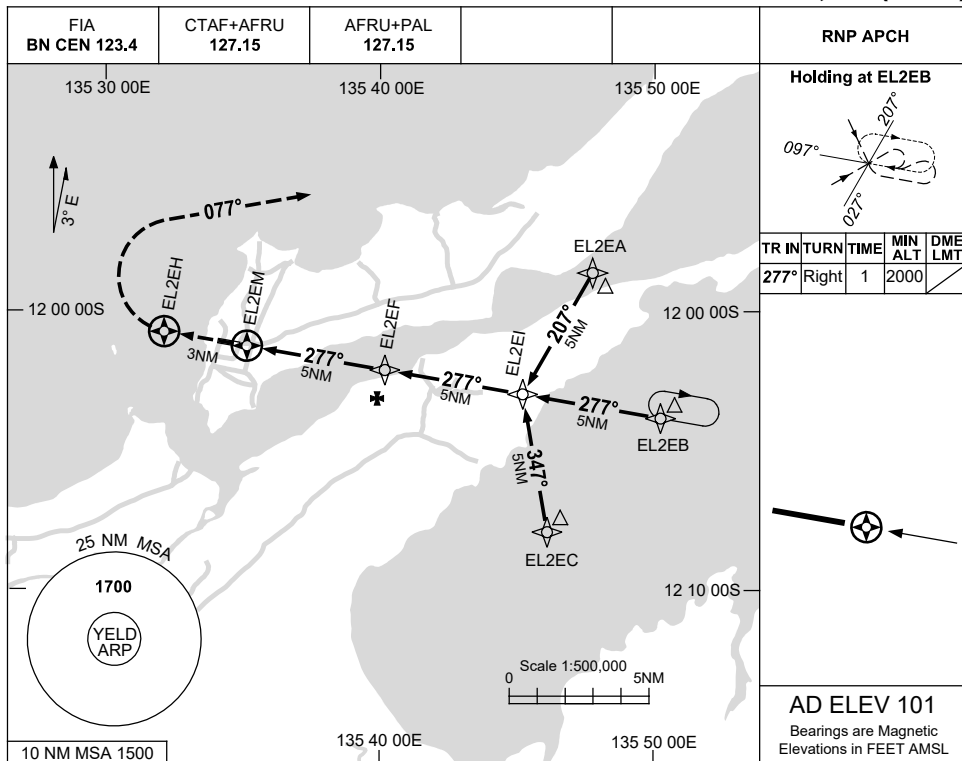 FIA
BN CEN 123.4
CTAF+AFRU
127.15
AFRU+PAL
127.15
RNP APCH
135 30 00E
135 40 00E
135 50 00E
Holding at EL2EB
207°
097°
027°
TR IN TURN TIME MIN ALT DME LMT
277° Right 1 2000
3° E
077°
EL2EH
EL2EM
EL2EF
EL2EI
EL2EA
12 00 00S
12 00 00S
207°
5NM
3NM
277°
5NM
277°
5NM
277°
5NM
EL2EB
347°
5NM
EL2EC
25 NM MSA
1700
YELD
ARP
12 10 00S
Scale 1:500,000
0 5NM
10 NM MSA 1500
135 40 00E
135 50 00E
AD ELEV 101
Bearings are Magnetic
Elevations in FEET AMSL